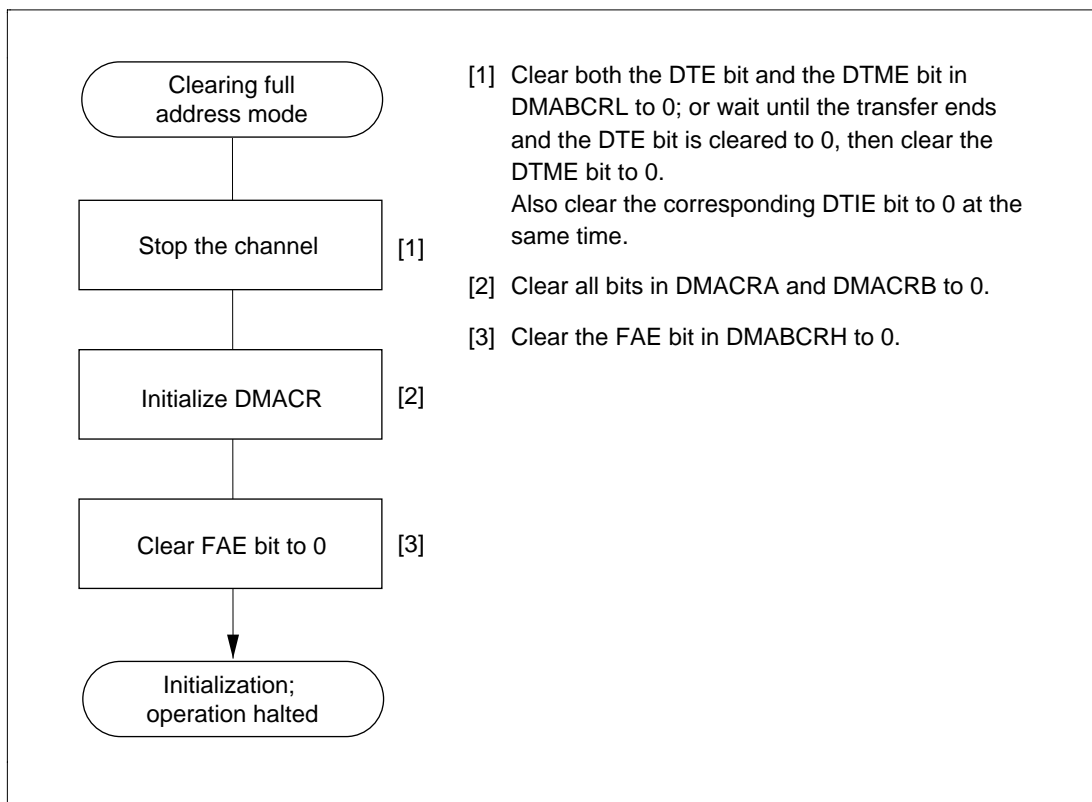 Clearing full
address mode
Stop the channel
[1]
Initialize DMACR
[2]
Clear FAE bit to 0
[3]
Initialization;
operation halted
[1] Clear both the DTE bit and the DTME bit in
DMABCRL to 0; or wait until the transfer ends
and the DTE bit is cleared to 0, then clear the
DTME bit to 0.
Also clear the corresponding DTIE bit to 0 at the
same time.
[2] Clear all bits in DMACRA and DMACRB to 0.
[3] Clear the FAE bit in DMABCRH to 0.